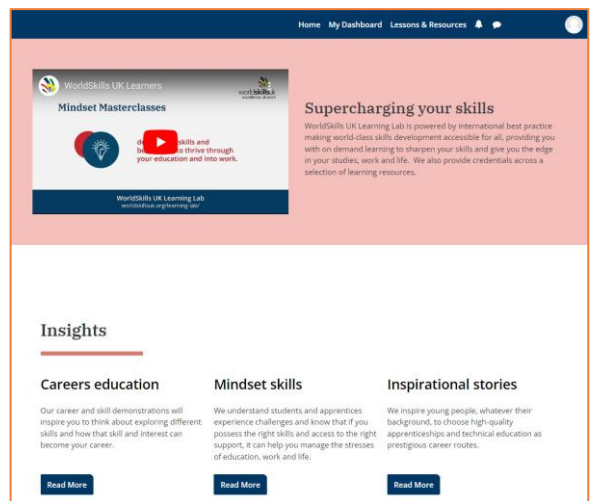 Home My Dashboard Lessons & Resources
WorldSkills UK Learners
worldskillsuk
Mindset Masterclasses
skills and
to thrive through
your education and into work.
WorldSkills UK Learning Lab
worldskillsuk.org/learning-lab/
Supercharging your skills
WorldSkills UK Learning Lab is powered by international best practice
making world-class skills development accessible for all, providing you
with on demand learning to sharpen your skills and give you the edge
in your studies, work and life. We also provide credentials across a
selection of learning resources.
Insights
Careers education
Our career and skill demonstrations will
inspire you to think about exploring different
skills and how that skill and interest can
become your career.
Read More
Mindset skills
We understand students and apprentices
experience challenges and know that if you
possess the right skills and access to the right
support, it can help you manage the stresses
of education, work and life.
Read More
Inspirational stories
We inspire young people, whatever their
background, to choose high-quality
apprenticeships and technical education as
prestigious career routes.
Read More